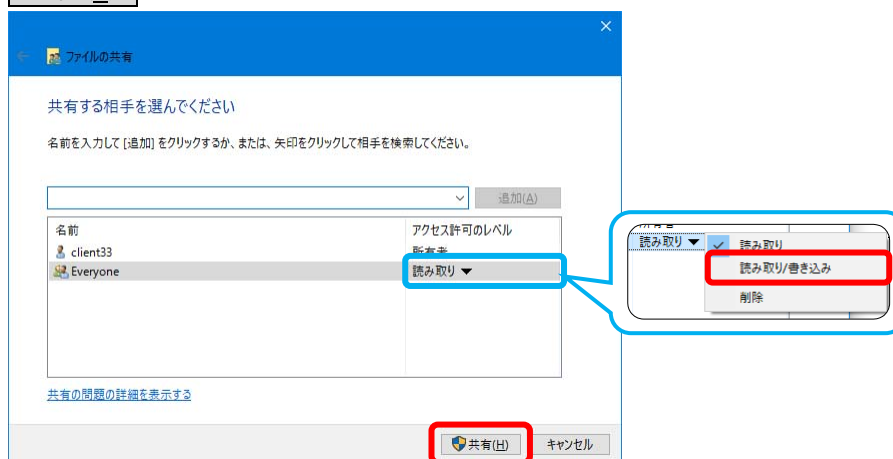 ファイルの共有
共有する相手を選んでください
名前を入力して [追加] をクリックするか、または、矢印をクリックして相手を検索してください。
追加(A)
名前 アクセス許可のレベル
client33 所有者
Everyone 読み取り ▼
読み取り ▼ ✓ 読み取り
読み取り/書き込み
削除
共有の問題の詳細を表示する
共有(H) キャンセル